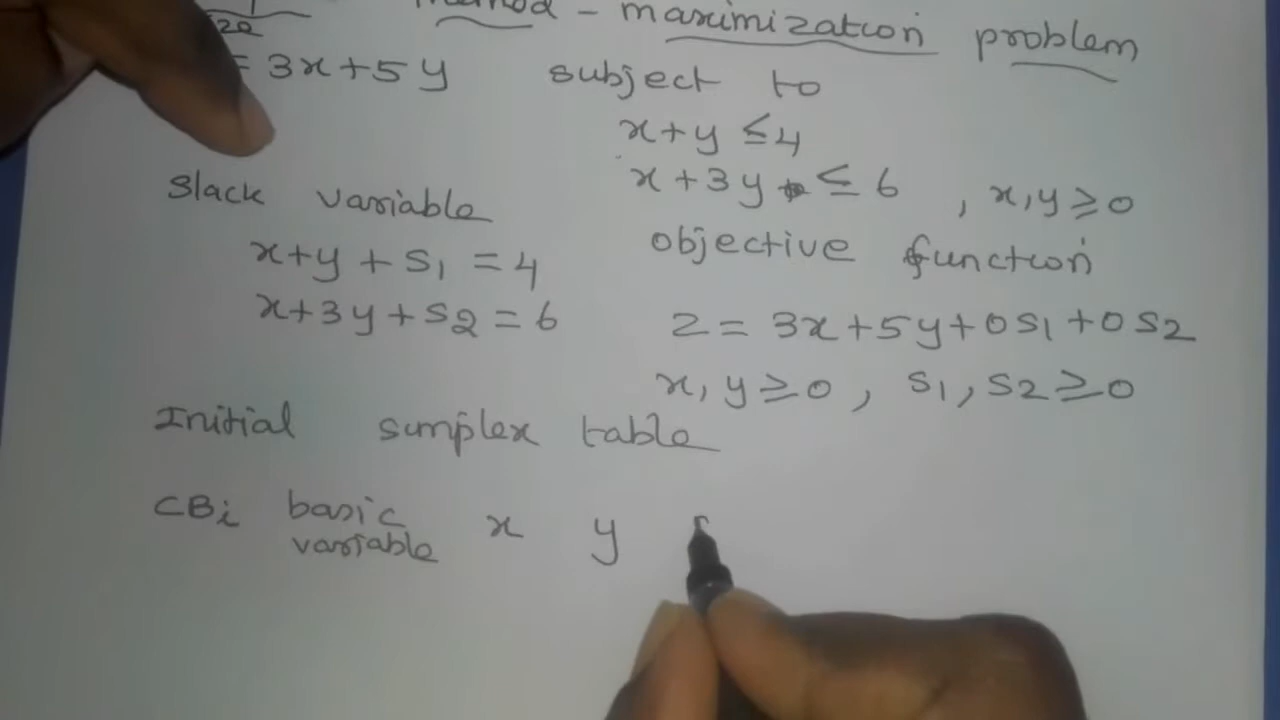 – maximization problem
= 3x+5y subject to
x+y ≤4
x+3y ≤ 6 , x,y≥0
Slack variable
x+y+S1 =4
x+3y+S2=6
objective function
Z= 3x+5y+0S1+0S2
x,y≥0, S1,S2≥0
Initial simplex table
CBi basic variable x y